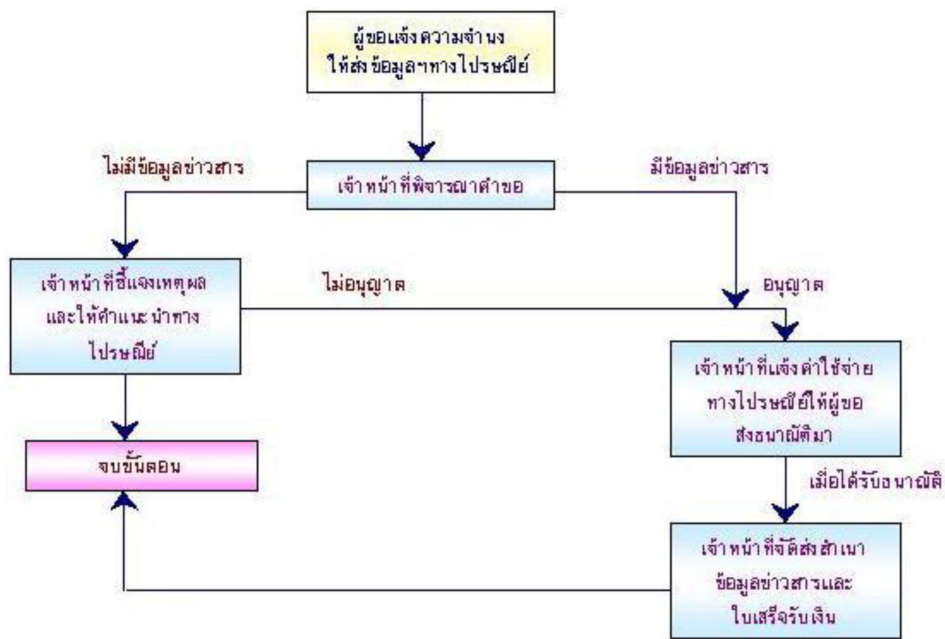 ผู้ขอแจ้งความจำนง
ให้ส่งข้อมูลฯทางไปรษณีย์
ไม่มีข้อมูลข่าวสาร
มีข้อมูลข่าวสาร
เจ้าหน้าที่พิจารณาคำขอ
เจ้าหน้าที่ชี้แจงเหตุผล
และให้คำแนะนำทาง
ไปรษณีย์
ไม่อนุญาต
อนุญาต
เจ้าหน้าที่แจ้งค่าใช้จ่าย
ทางไปรษณีย์ให้ผู้ขอ
ส่งธนาณัติมา
จบขั้นตอน
เมื่อได้รับธนาณัติ
เจ้าหน้าที่จัดส่งสำเนา
ข้อมูลข่าวสารและ
ใบเสร็จรับเงิน